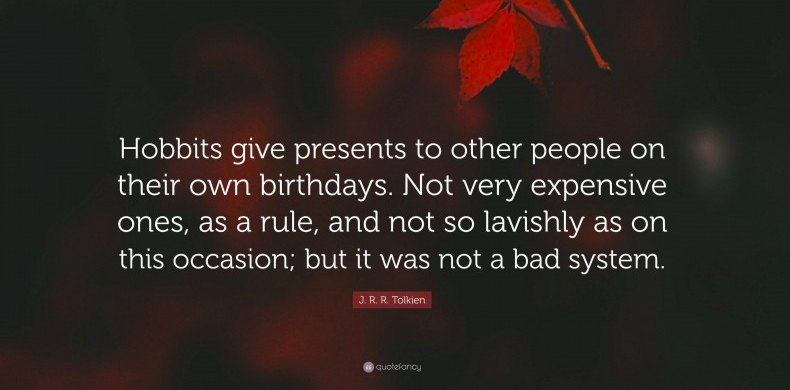 Hobbits give presents to other people on
their own birthdays. Not very expensive
ones, as a rule, and not so lavishly as on
this occasion; but it was not a bad system.
J. R. R. Tolkien
quotefancy